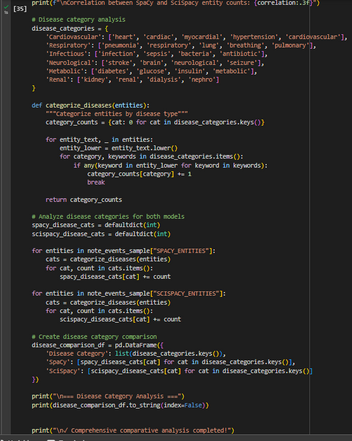 print(f"\nCorrelation between SpaCy and SciSpacy entity counts: {correlation:.3f}")
[35]
# Disease category analysis
disease_categories = {
'Cardiovascular': ['heart', 'cardiac', 'myocardial', 'hypertension', 'cardiovascular'],
'Respiratory': ['pneumonia', 'respiratory', 'lung', 'breathing', 'pulmonary'],
'Infectious': ['infection', 'sepsis', 'bacteria', 'antibiotic'],
'Neurological': ['stroke', 'brain', 'neurological', 'seizure'],
'Metabolic': ['diabetes', 'glucose', 'insulin', 'metabolic'],
'Renal': ['kidney', 'renal', 'dialysis', 'nephro']
}
def categorize_diseases(entities):
"""Categorize entities by disease type"""
category_counts = {cat: 0 for cat in disease_categories.keys()}
for entity_text, _ in entities:
entity_lower = entity_text.lower()
for category, keywords in disease_categories.items():
if any(keyword in entity_lower for keyword in keywords):
category_counts[category] += 1
break
return category_counts
# Analyze disease categories for both models
spacy_disease_cats = defaultdict(int)
scispacy_disease_cats = defaultdict(int)
for entities in note_events_sample["SPACY_ENTITIES"]:
cats = categorize_diseases(entities)
for cat, count in cats.items():
spacy_disease_cats[cat] += count
for entities in note_events_sample["SCISPACY_ENTITIES"]:
cats = categorize_diseases(entities)
for cat, count in cats.items():
scispacy_disease_cats[cat] += count
# Create disease category comparison
disease_comparison_df = pd.DataFrame({
'Disease Category': list(disease_categories.keys()),
'SpaCy': [spacy_disease_cats[cat] for cat in disease_categories.keys()],
'SciSpacy': [scispacy_disease_cats[cat] for cat in disease_categories.keys()]
})
print("\n=== Disease Category Analysis ===")
print(disease_comparison_df.to_string(index=False))
print("\n✓ Comprehensive comparative analysis completed!")